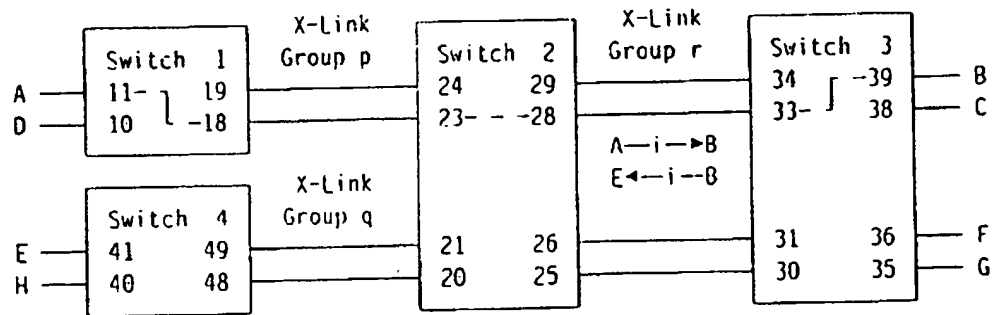 X-Link
Group p
X-Link
Group r
Switch 1
11- 19
10 -18
Switch 2
24 29
23- - -28
21 26
20 25
Switch 3
34 -39
33- 38
31 36
30 35
A
D
B
C
A—i—►B
E◄—i--B
X-Link
Group q
Switch 4
41 49
40 48
E
H
F
G